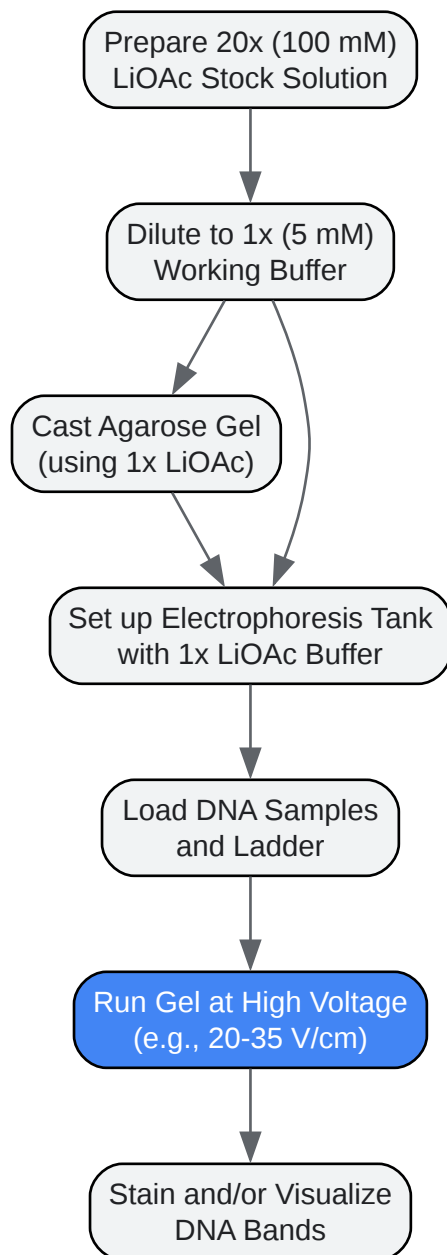 Prepare 20x (100 mM)
LiOAc Stock Solution
Dilute to 1x (5 mM)
Working Buffer
Cast Agarose Gel
(using 1x LiOAc)
Set up Electrophoresis Tank
with 1x LiOAc Buffer
Load DNA Samples
and Ladder
Run Gel at High Voltage
(e.g., 20-35 V/cm)
Stain and/or Visualize
DNA Bands